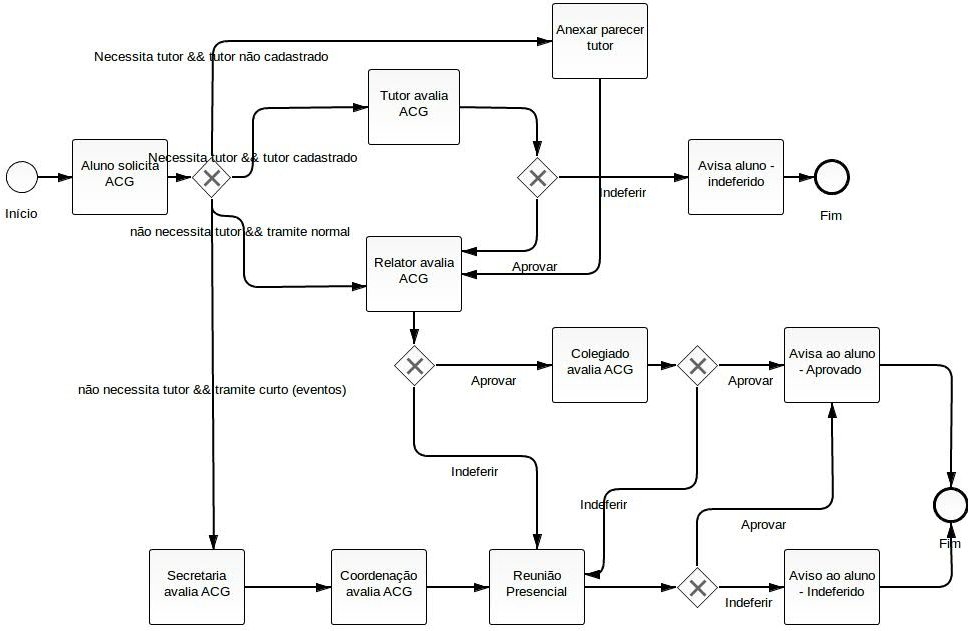 Anexar parecer
tutor
Necessita tutor && tutor não cadastrado
Tutor avalia
ACG
Necessita tutor && tutor cadastrado
Aluno solicita
ACG
Início
Indeferir
Avisa aluno -
indeferido
Fim
não necessita tutor && tramite normal
Relator avalia
ACG
Aprovar
Aprovar
Colegiado
avalia ACG
Aprovar
Avisa ao aluno
- Aprovado
não necessita tutor && tramite curto (eventos)
Indeferir
Indeferir
Aprovar
Fim
Secretaria
avalia ACG
Coordenação
avalia ACG
Reunião
Presencial
Indeferir
Aviso ao aluno
- Indeferido